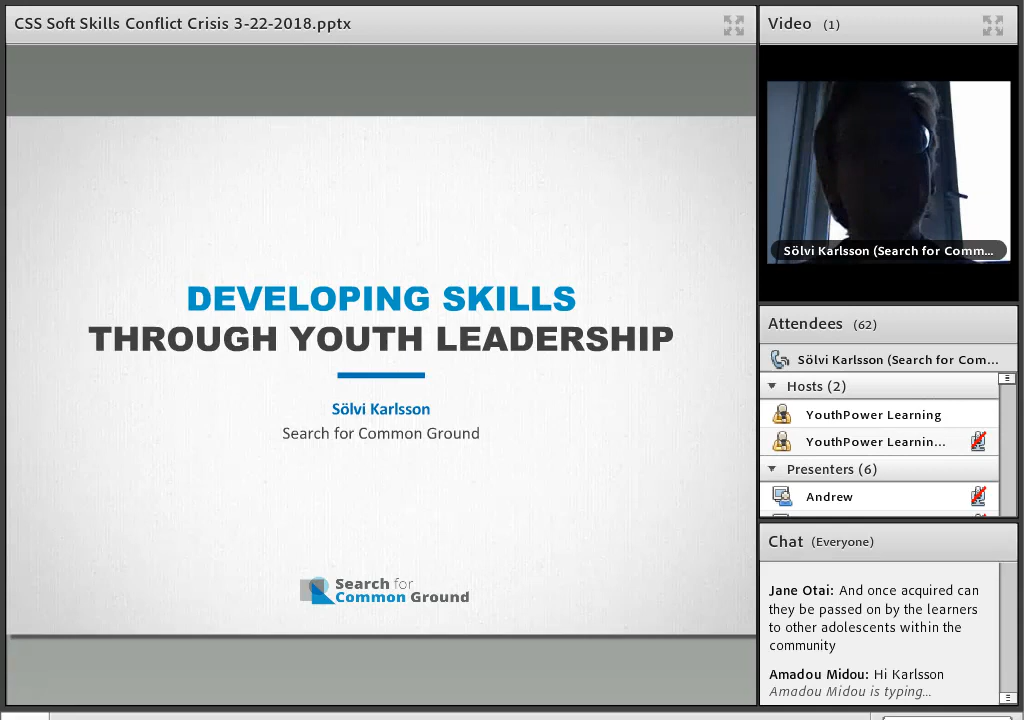 CSS Soft Skills Conflict Crisis 3-22-2018.pptx
DEVELOPING SKILLS
THROUGH YOUTH LEADERSHIP
Sölvi Karlsson
Search for Common Ground
Search for
Common Ground
Video (1)
Sölvi Karlsson (Search for Comm...
Attendees (62)
Sölvi Karlsson (Search for Com...
Hosts (2)
YouthPower Learning
YouthPower Learnin...
Presenters (6)
Andrew
Chat (Everyone)
Jane Otai: And once acquired can
they be passed on by the learners
to other adolescents within the
community
Amadou Midou: Hi Karlsson
Amadou Midou is typing...